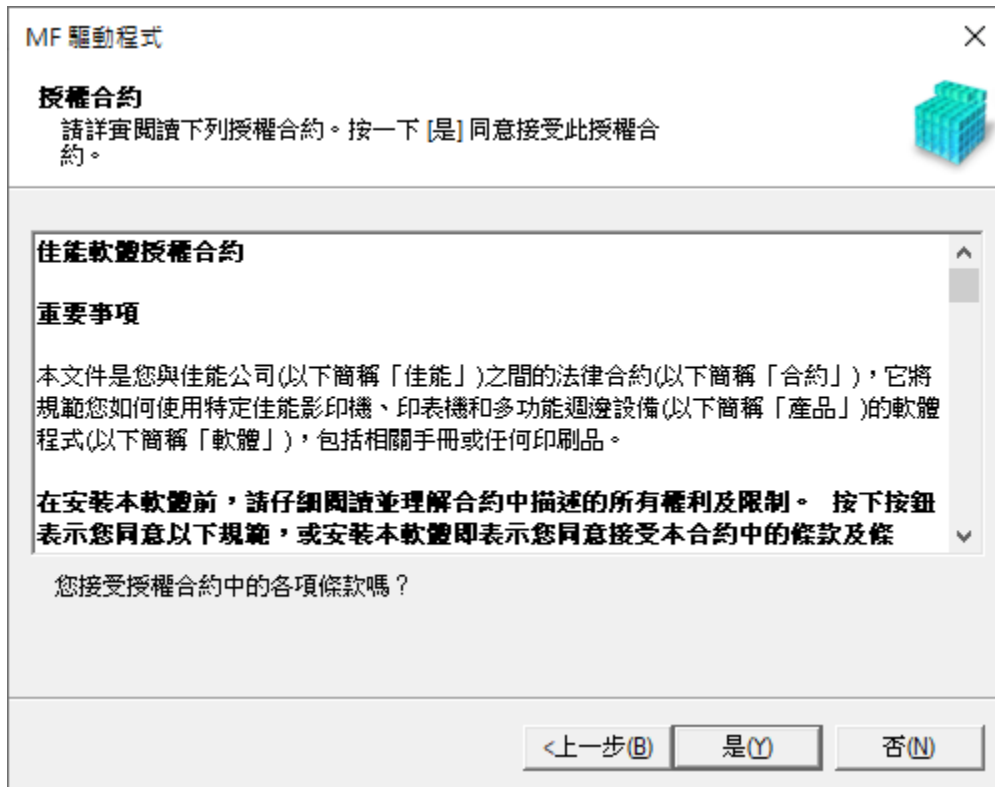 MF 驅動程式
授權合約
請詳實閱讀下列授權合約。按一下 [是] 同意接受此授權合
約。
佳能軟體授權合約
重要事項
本文件是您與佳能公司(以下簡稱「佳能」)之間的法律合約(以下簡稱「合約」)，它將
規範您如何使用特定佳能影印機、印表機和多功能週邊設備(以下簡稱「產品」)的軟體
程式(以下簡稱「軟體」)，包括相關手冊或任何印刷品。
在安裝本軟體前，請仔細閱讀並理解合約中描述的所有權利及限制。 按下按鈕
表示您同意以下規範，或安裝本軟體即表示您同意接受本合約中的條款及條
您接受授權合約中的各項條款嗎？
<上一步(B) 是(Y) 否(N)